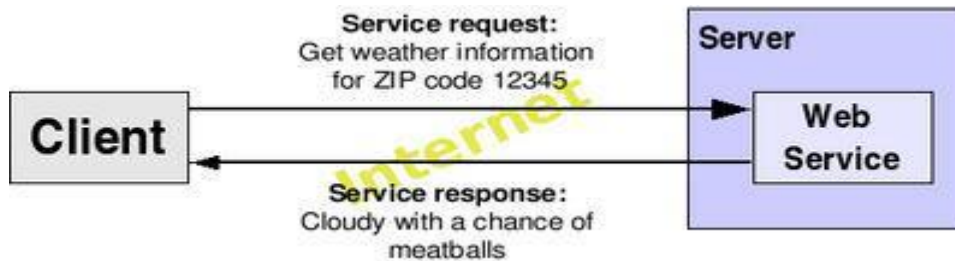 Service request:
Get weather information
for ZIP code 12345
Server
Client
Internet
Web
Service
Service response:
Cloudy with a chance of
meatballs